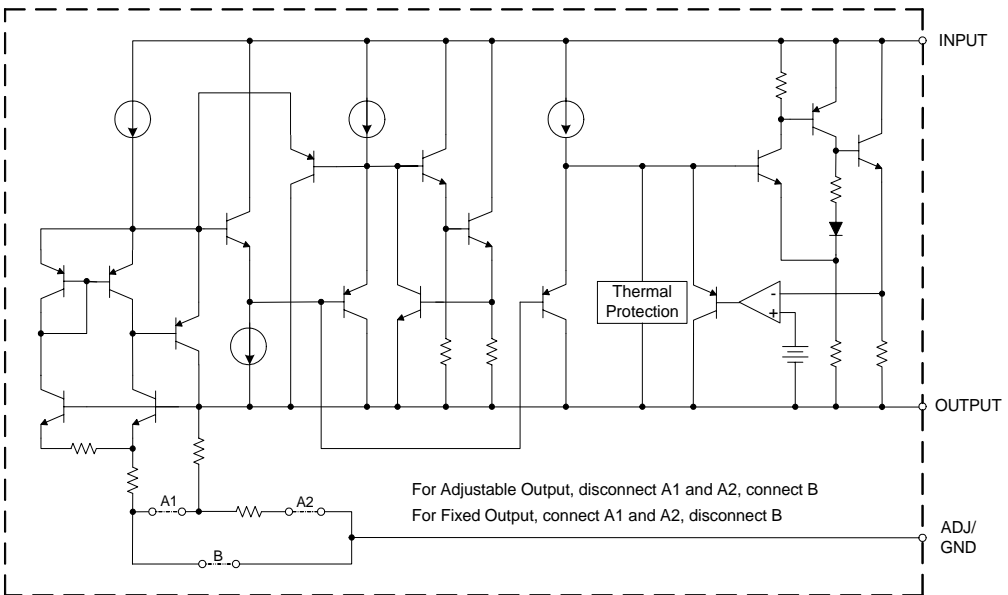 INPUT
Thermal
Protection
-
+
OUTPUT
For Adjustable Output, disconnect A1 and A2, connect B
For Fixed Output, connect A1 and A2, disconnect B
A1
A2
B
ADJ/
GND